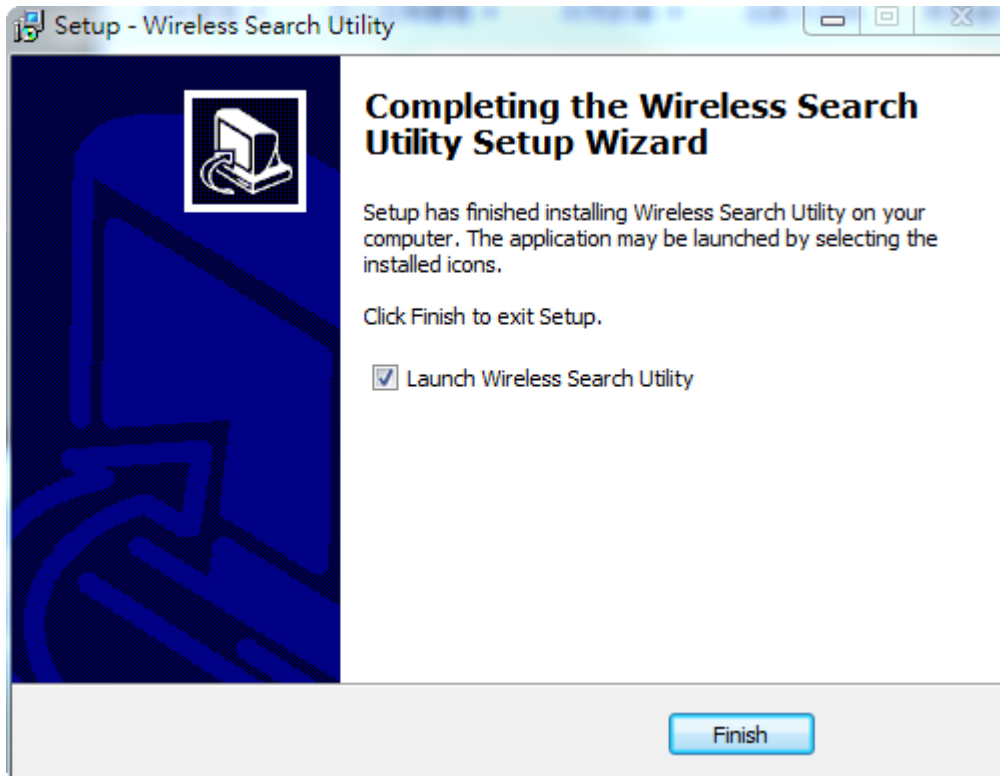 Setup - Wireless Search Utility
Completing the Wireless Search
Utility Setup Wizard
Setup has finished installing Wireless Search Utility on your
computer. The application may be launched by selecting the
installed icons.
Click Finish to exit Setup.
Launch Wireless Search Utility
Finish